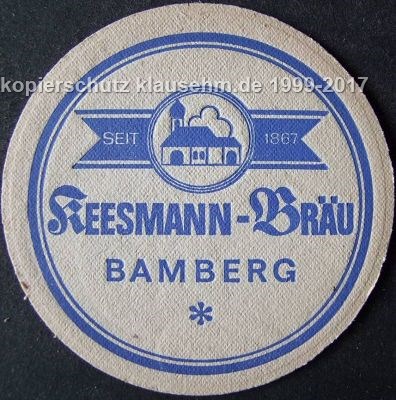 kopierschutz klausehm.de 1999-2017
SEIT 1867
KEESMANN-BRÄU
BAMBERG
*